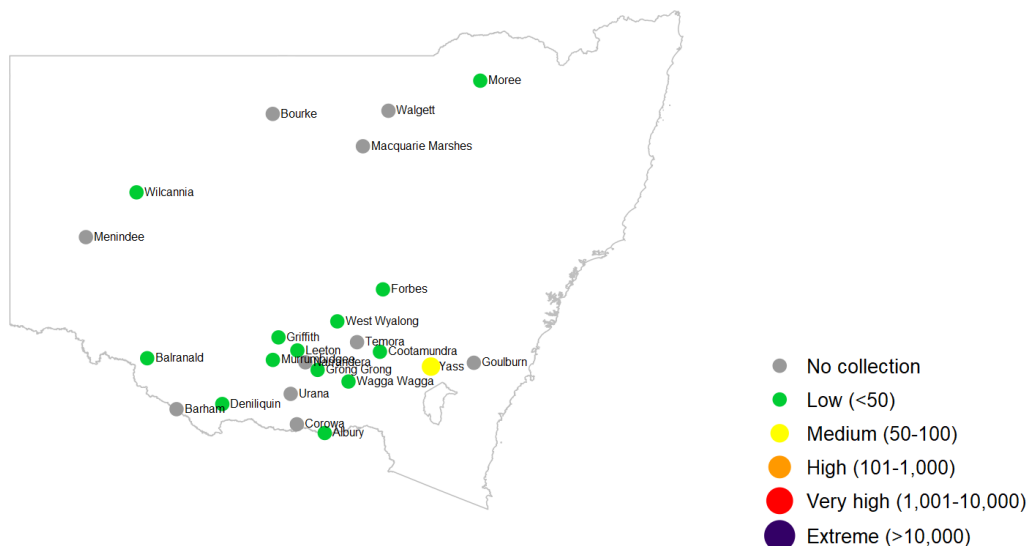 Moree
Walgett
Bourke
Macquarie Marshes
Wilcannia
Menindee
Forbes
West Wyalong
Griffith
Temora
Leeton
Cootamundra
Balranald
Murrumbidgee
Narrandera
Goulburn
Yass
Grong Grong
Wagga Wagga
Urana
Deniliquin
Barham
Corowa
Albury
No collection
Low (<50)
Medium (50-100)
High (101-1,000)
Very high (1,001-10,000)
Extreme (>10,000)